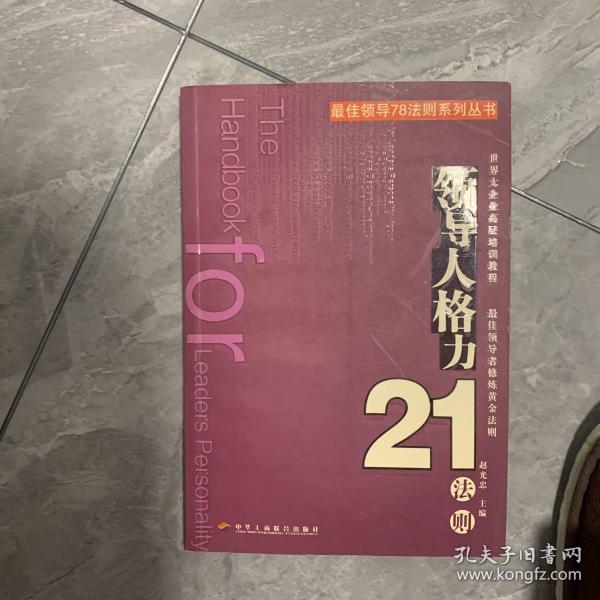 最佳领导78法则系列丛书
The
Handbook
for
Leaders Personality
领导人格力
21
法则
世界大企业高层培训教程 最佳领导者修炼黄金法则
赵光忠 主编
中华工商联合出版社
孔夫子旧书网
www.kongfz.com